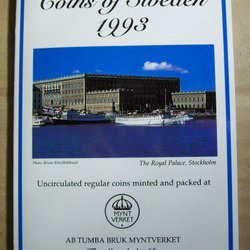 Coins of Sweden
1993
The Royal Palace, Stockholm
Uncirculated regular coins minted and packed at
MYNT
VERKET
AB TUMBA BRUK MYNTVERKET